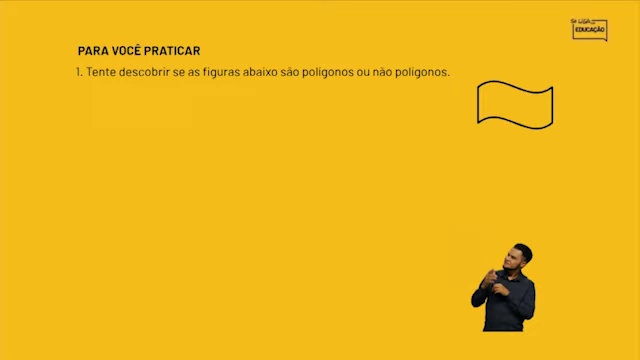 PARA VOCÊ PRATICAR
1. Tente descobrir se as figuras abaixo são polígonos ou não polígonos.
EDUCAÇÃO